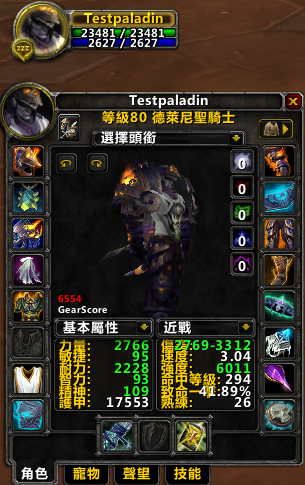 Testpaladin
23481 / 23481
2627 / 2627
zzz
Testpaladin
等級80 德萊尼聖騎士
選擇頭銜
0
0
0
0
0
6554
GearScore
基本屬性 近戰
力量: 2766
敏捷: 95
耐力: 2228
智力: 93
精神: 109
護甲: 17553
2769-3312
速度: 3.04
強度: 6011
命中等級: 294
致命: 41.89%
熟練: 26
角色 寵物 聲望 技能